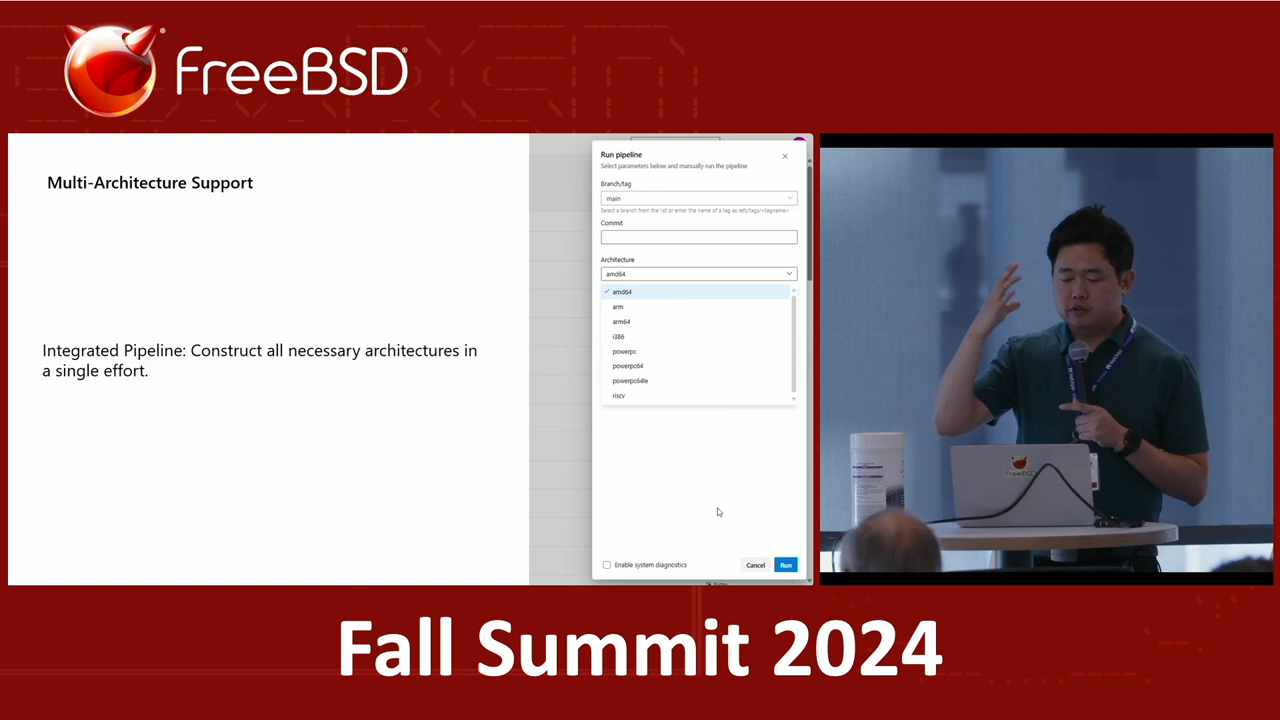 FreeBSD®
Multi-Architecture Support
Integrated Pipeline: Construct all necessary architectures in
a single effort.
Run pipeline
Select parameters below and manually run the pipeline
Branch/tag
main
Select a branch from the list or enter the name of a tag as refs/tags/<tagname>
Commit
Architecture
amd64
amd64
arm
arm64
i386
powerpc
powerpc64
powerpc64le
riscv
Enable system diagnostics
Cancel
Run
FreeBSD
Fall Summit 2024